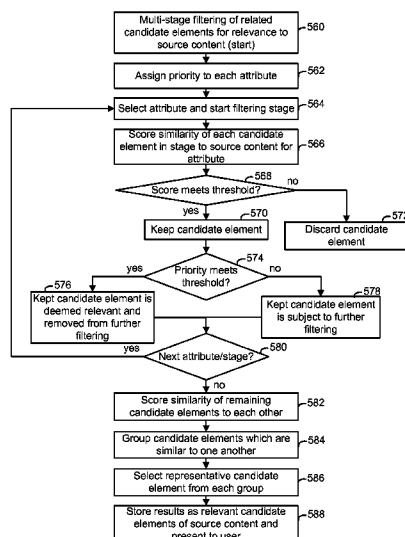 Multi-stage filtering of related
candidate elements for relevance to
source content (start)
560
Assign priority to each attribute
562
Select attribute and start filtering stage
564
Score similarity of each candidate
element in stage to source content for
attribute
566
568
Score meets threshold?
no
yes
570
Keep candidate element
572
Discard candidate
element
574
Priority meets
threshold?
yes
no
576
Kept candidate element is
deemed relevant and
removed from further
filtering
578
Kept candidate element
is subject to further
filtering
yes
580
Next attribute/stage?
no
Score similarity of remaining
candidate elements to each other
582
Group candidate elements which are
similar to one another
584
Select representative candidate
element from each group
586
Store results as relevant candidate
elements of source content and
present to user
588